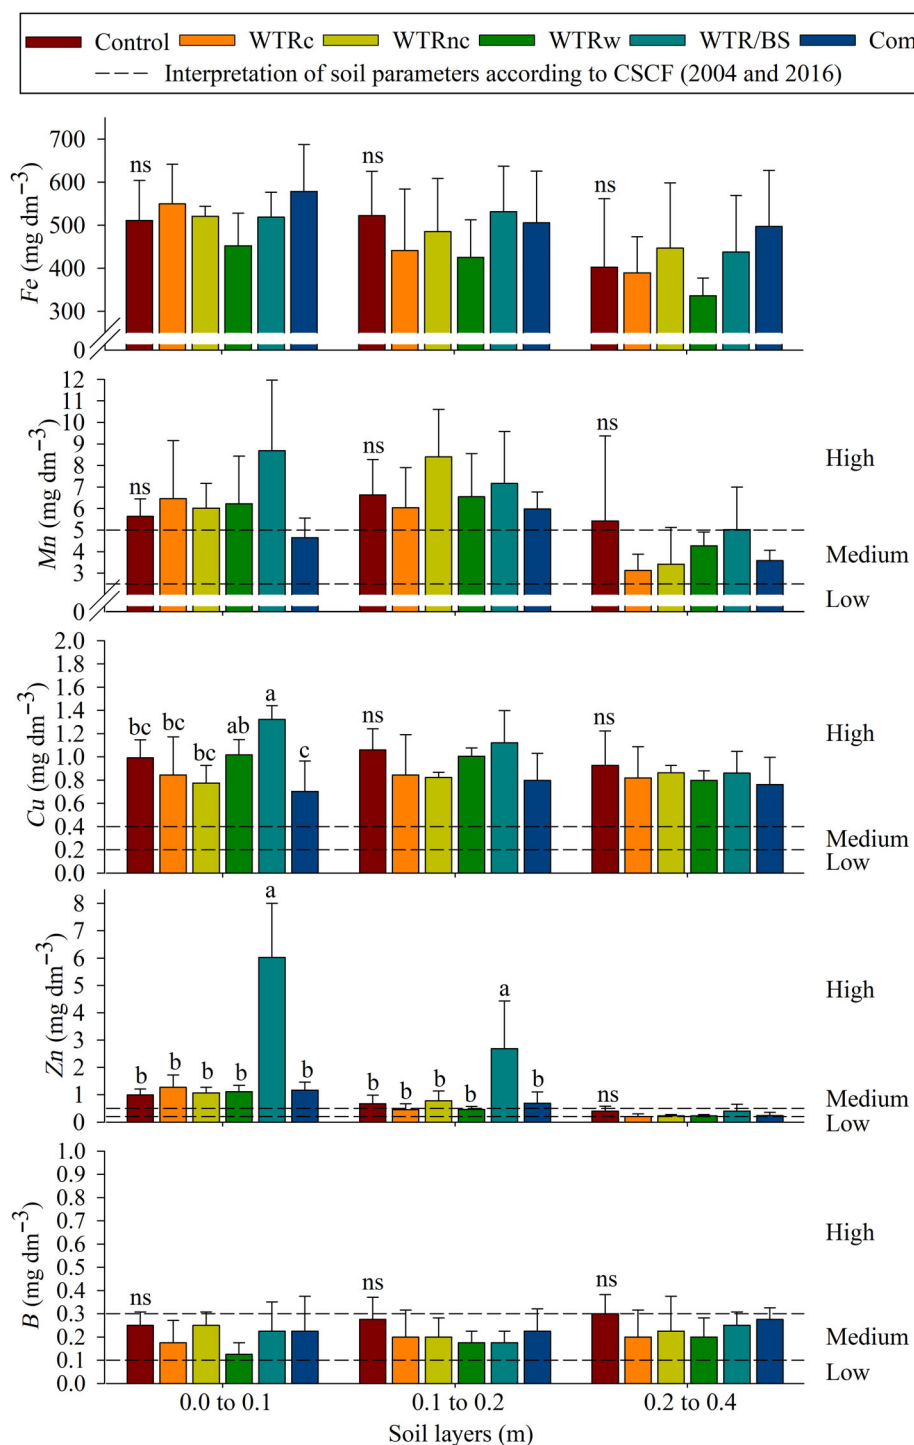 Control WTRc WTRnc WTRw WTR/BS Com
Interpretation of soil parameters according to CSCF (2004 and 2016)
Fe (mg dm−3)
700
600
500
400
300
0
ns ns ns
Mn (mg dm−3)
12
11
10
9
8
7
6
5
4
3
0
ns ns ns
High
Medium
Low
Cu (mg dm−3)
2.0
1.8
1.6
1.4
1.2
1.0
0.8
0.6
0.4
0.2
0.0
bc bc bc ab a c ns ns
High
Medium
Low
Zn (mg dm−3)
8
7
6
5
4
3
2
1
0
b b b b a b b b b b a b ns
High
Medium
Low
B (mg dm−3)
1.0
0.9
0.8
0.7
0.6
0.5
0.4
0.3
0.2
0.1
0.0
ns ns ns
High
Medium
Low
0.0 to 0.1 0.1 to 0.2 0.2 to 0.4
Soil layers (m)